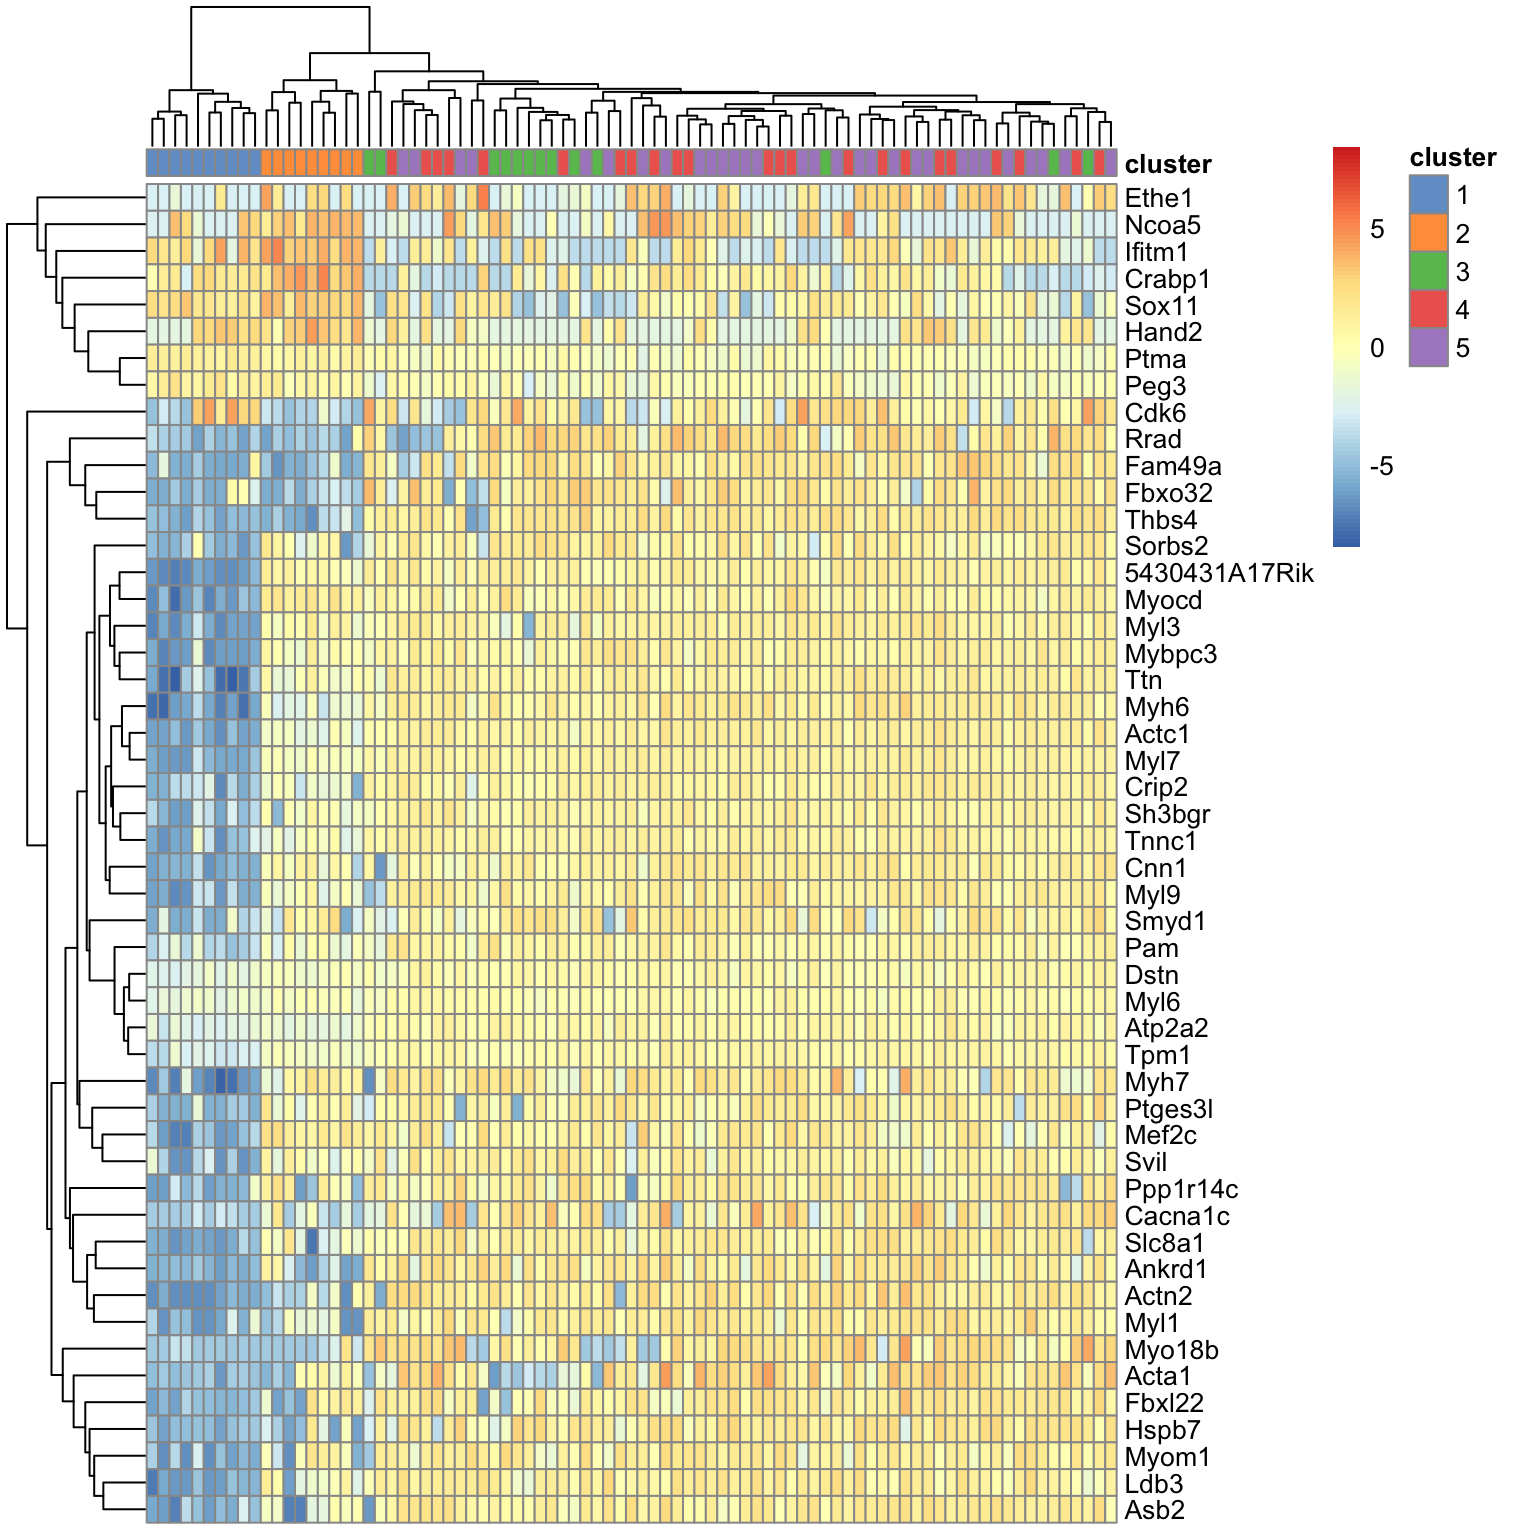 cluster
Ethe1
Ncoa5
Ifitm1
Crabp1
Sox11
Hand2
Ptma
Peg3
Cdk6
Rrad
Fam49a
Fbxo32
Thbs4
Sorbs2
5430431A17Rik
Myocd
Myl3
Mybpc3
Ttn
Myh6
Actc1
Myl7
Crip2
Sh3bgr
Tnnc1
Cnn1
Myl9
Smyd1
Pam
Dstn
Myl6
Atp2a2
Tpm1
Myh7
Ptges3l
Mef2c
Svil
Ppp1r14c
Cacna1c
Slc8a1
Ankrd1
Actn2
Myl1
Myo18b
Acta1
Fbxl22
Hspb7
Myom1
Ldb3
Asb2
5
0
-5
cluster
1
2
3
4
5